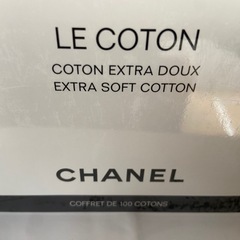 LE COTON
COTON EXTRA DOUX
EXTRA SOFT COTTON
CHANEL
COFFRET DE 100 COTONS